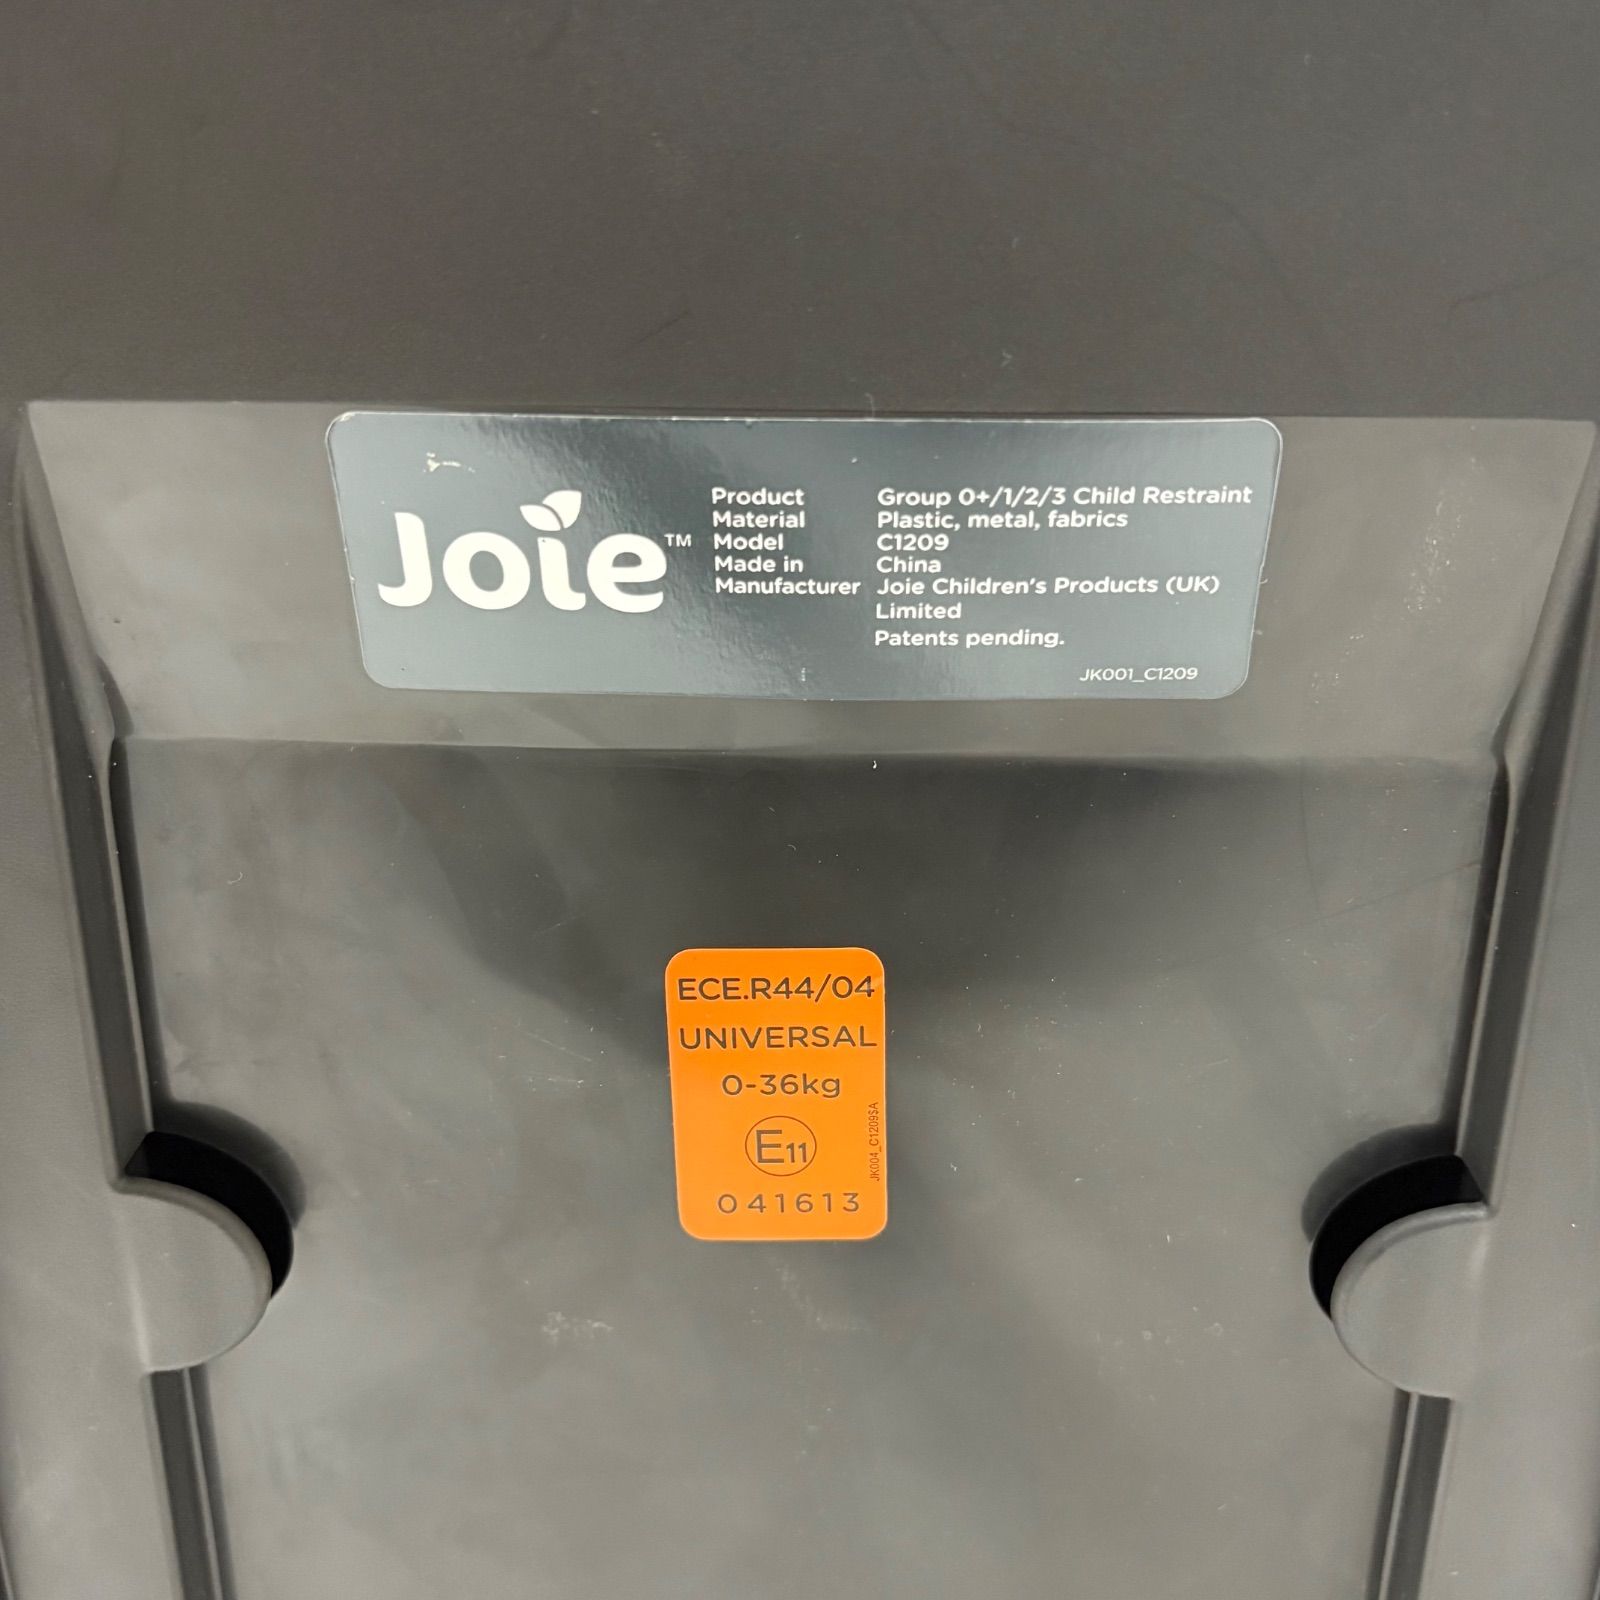 Joie™
Product Group 0+/1/2/3 Child Restraint
Material Plastic, metal, fabrics
Model C1209
Made in China
Manufacturer Joie Children's Products (UK)
Limited
Patents pending.
JK001_C1209
ECE.R44/04
UNIVERSAL
0-36kg
E11
041613
JK004_C1209$A